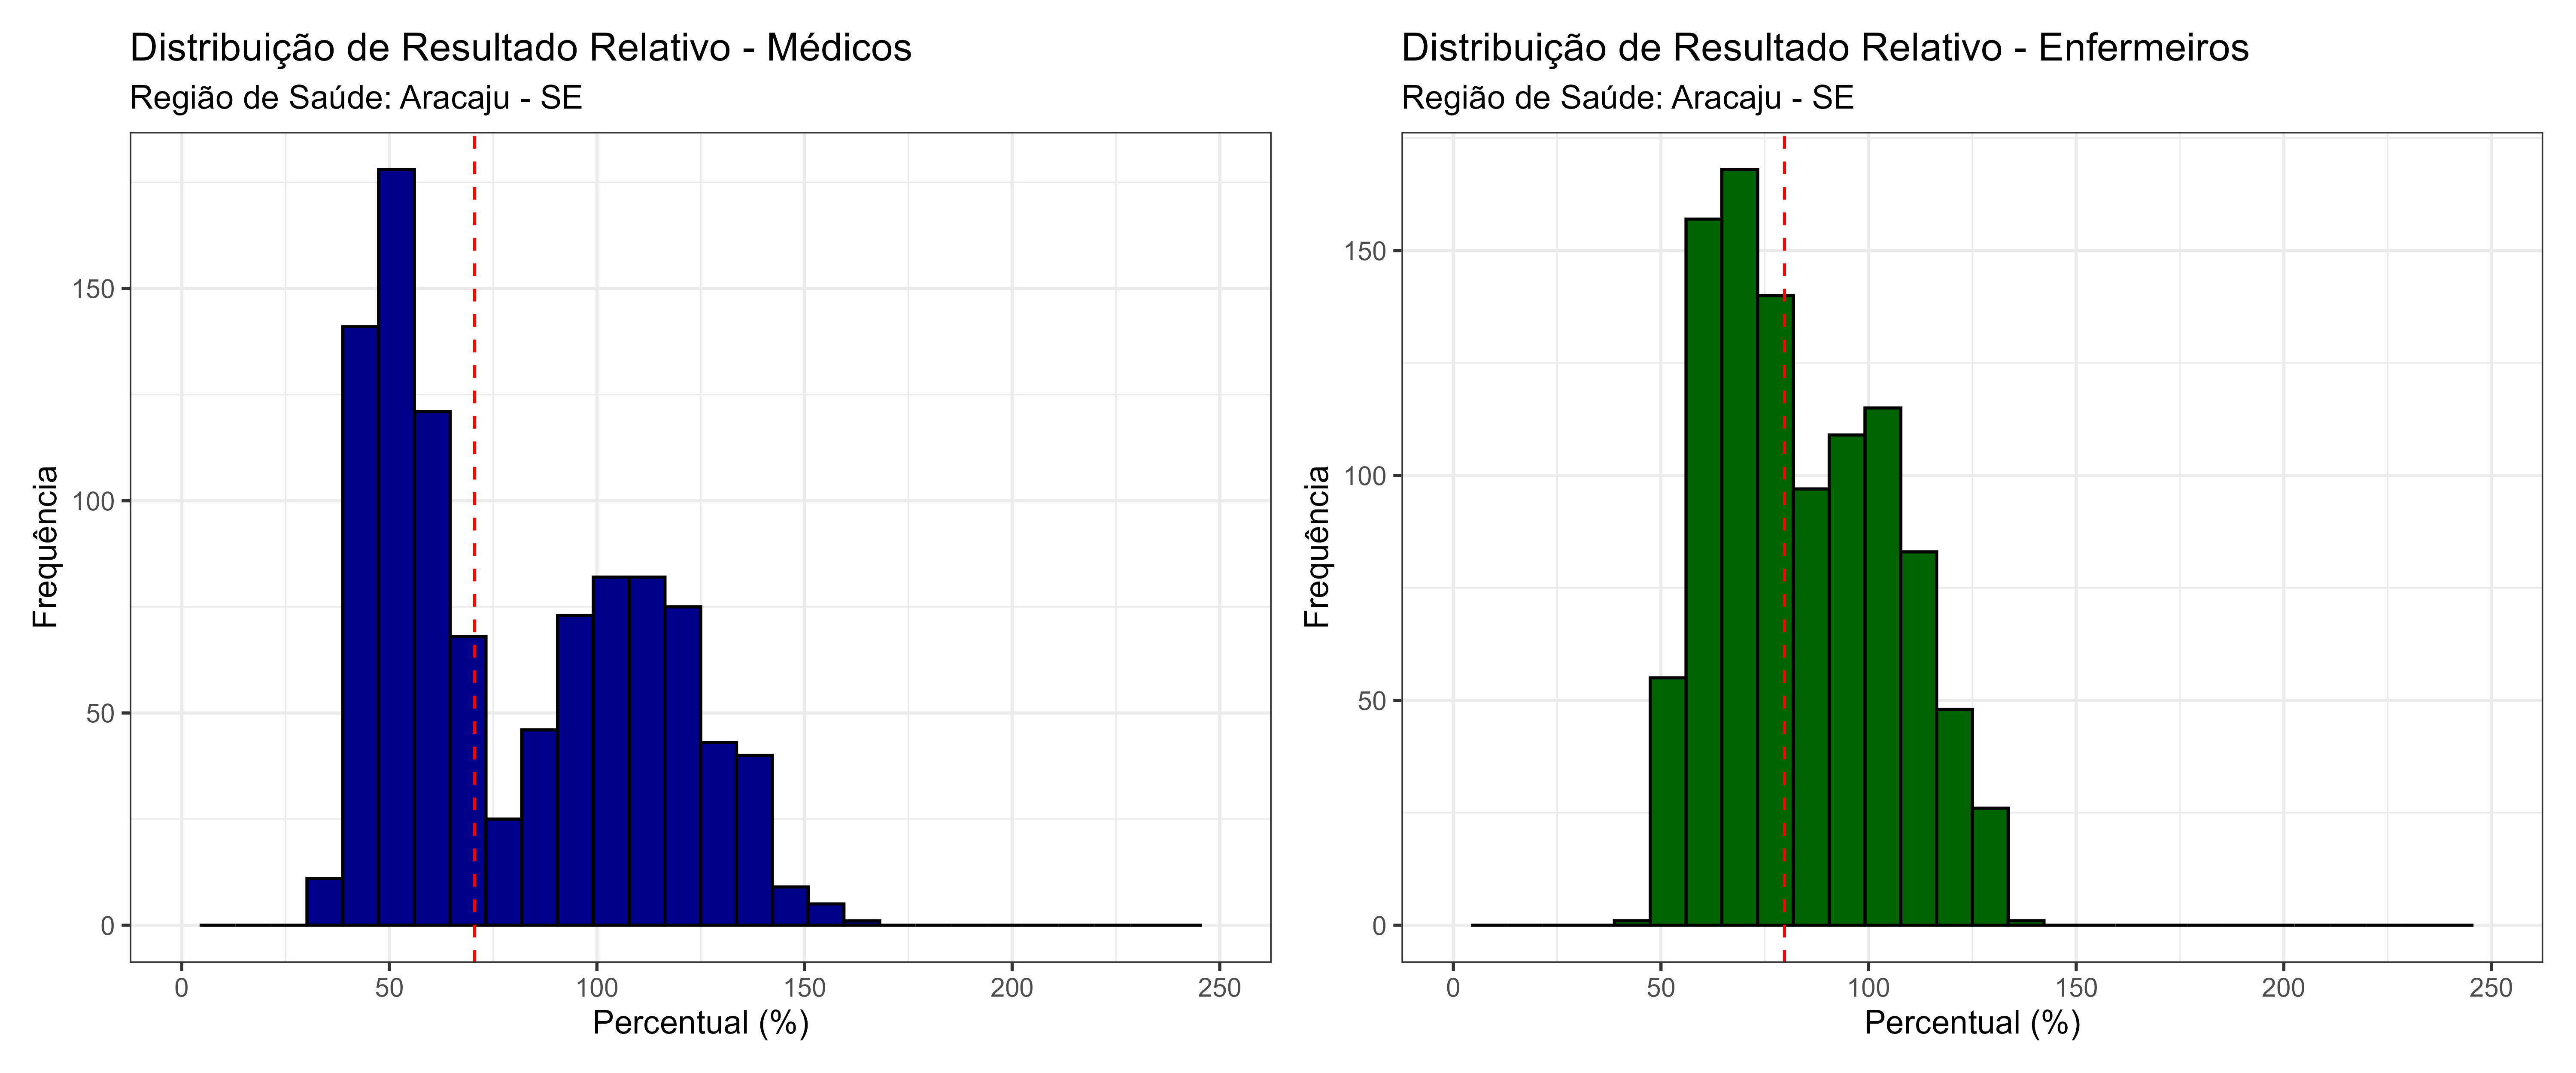 Distribuição de Resultado Relativo - Médicos
Região de Saúde: Aracaju - SE
Frequência
150
100
50
0
0 50 100 150 200 250
Percentual (%)
Distribuição de Resultado Relativo - Enfermeiros
Região de Saúde: Aracaju - SE
Frequência
150
100
50
0
0 50 100 150 200 250
Percentual (%)